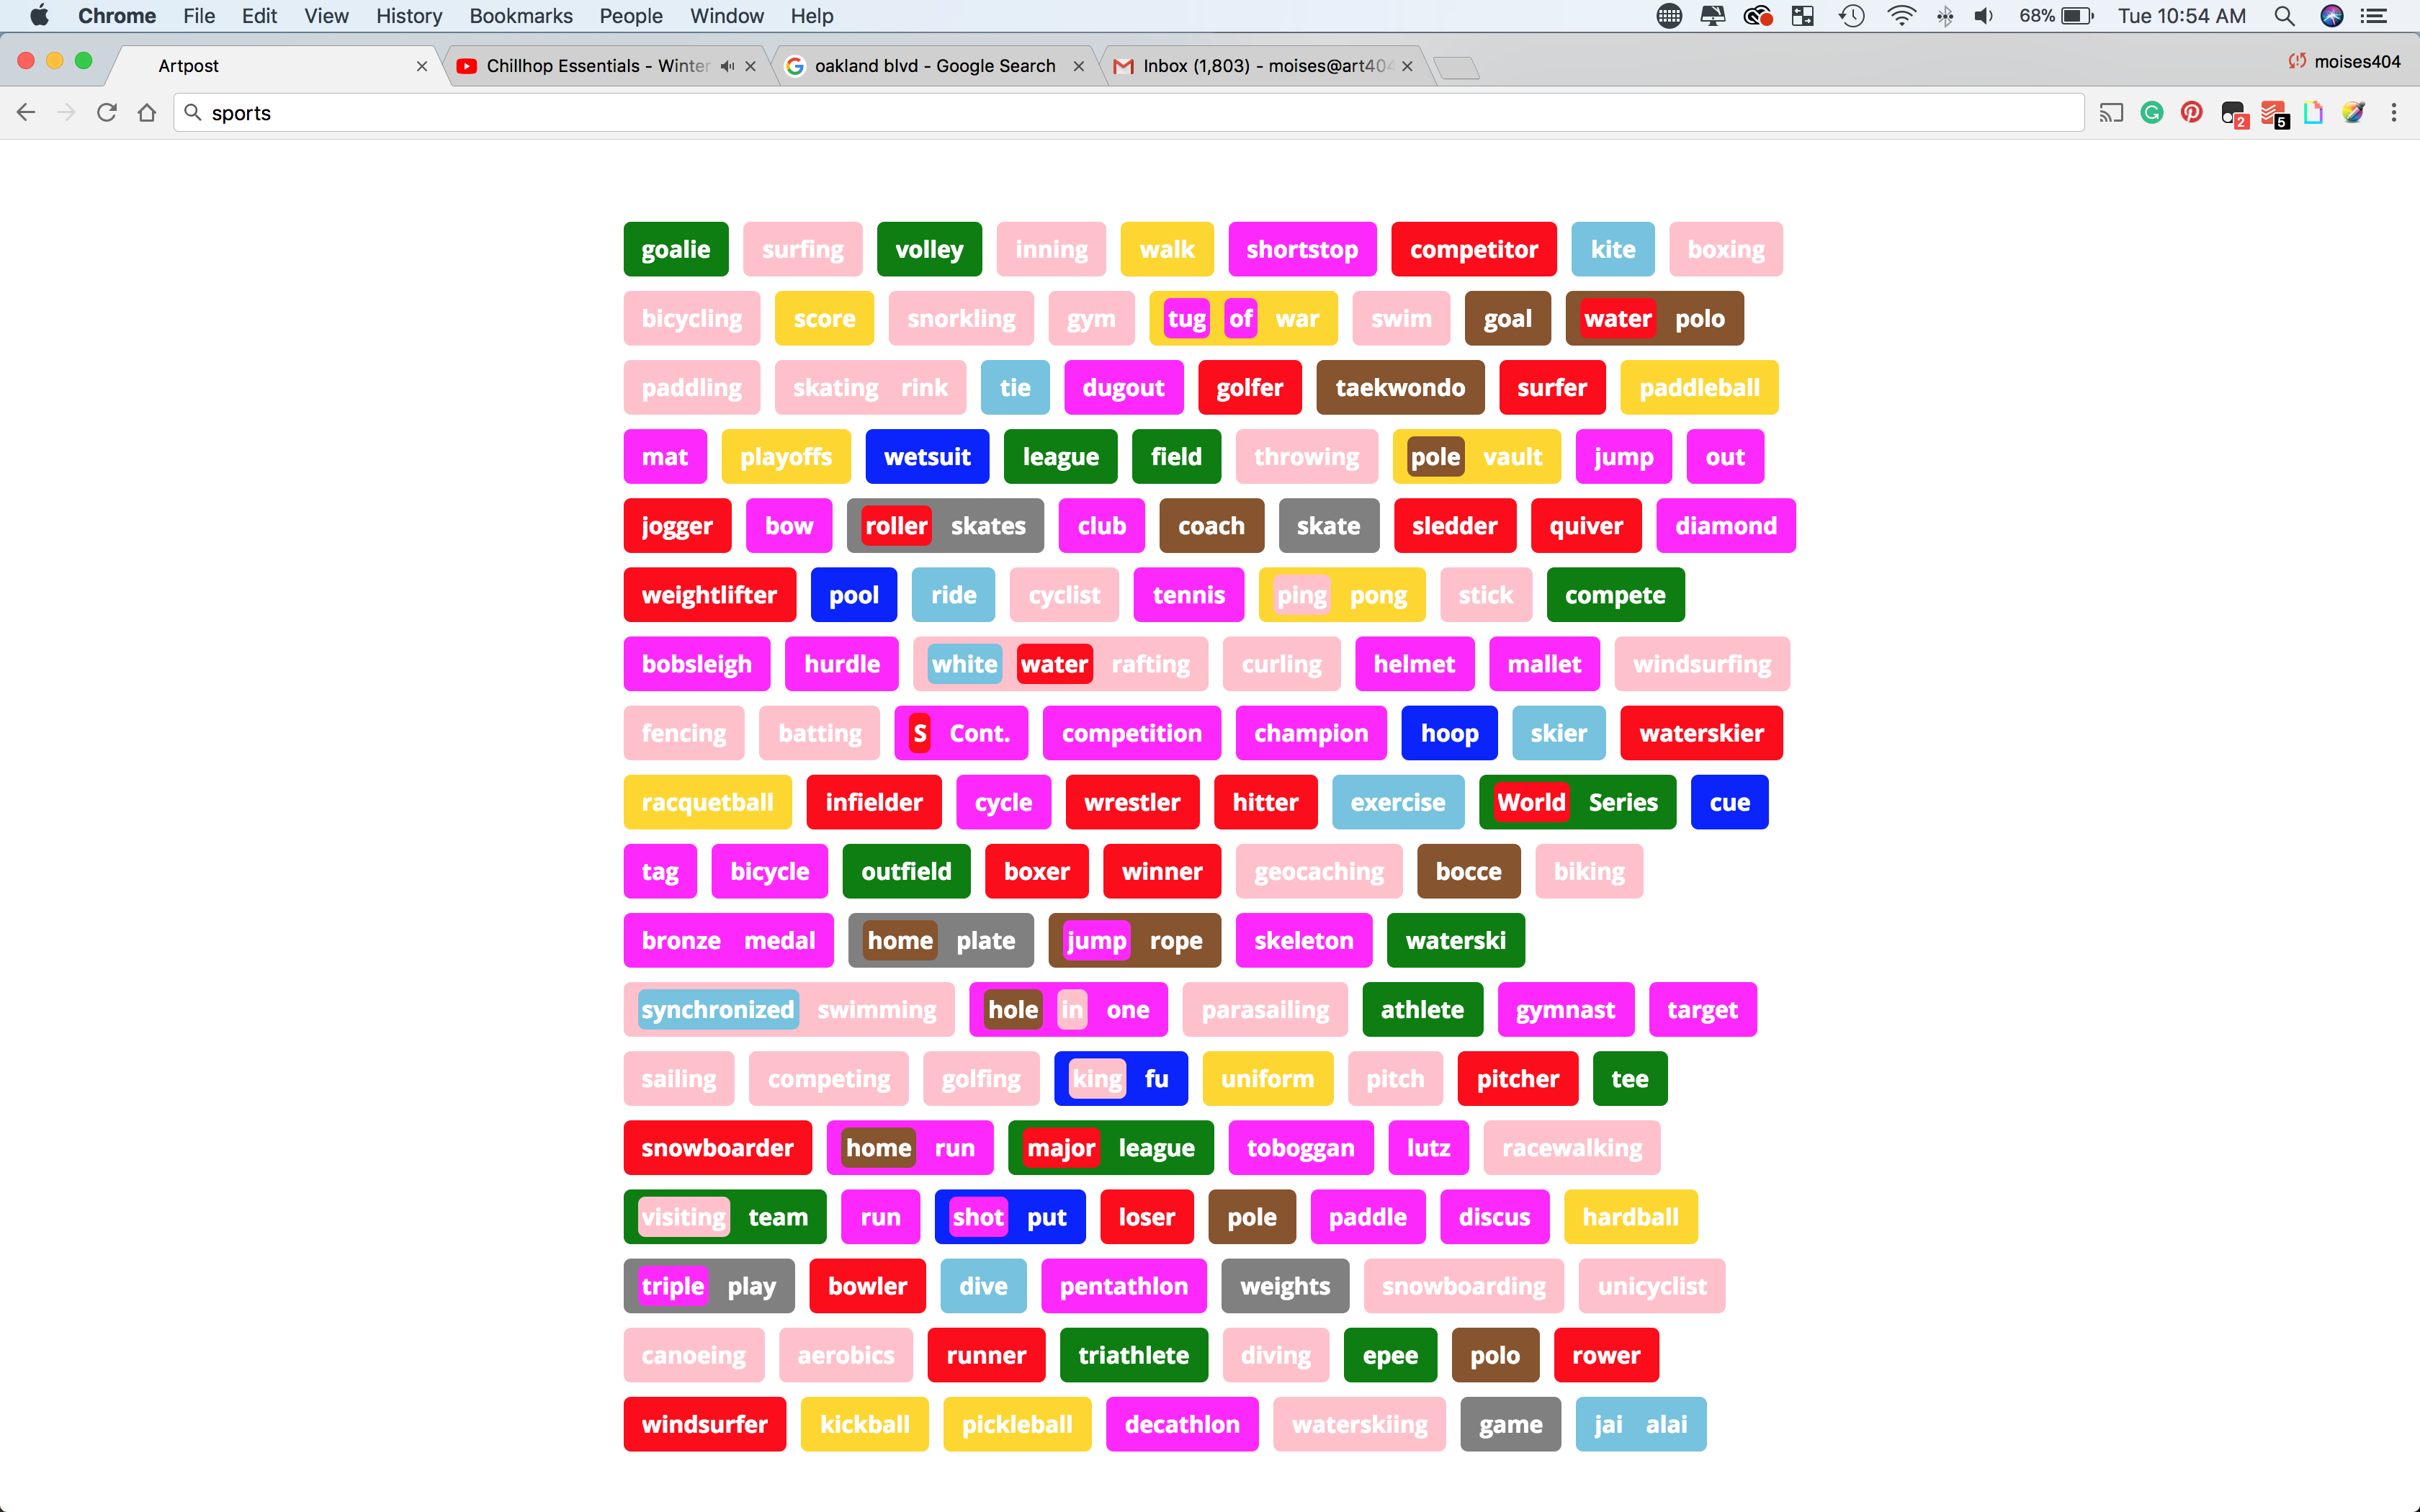 Chrome File Edit View History Bookmarks People Window Help 68% Tue 10:54 AM
Artpost Chillhop Essentials - Winter oakland blvd - Google Search Inbox (1,803) - moises@art404 moises404
sports 2 5
goalie surfing volley inning walk shortstop competitor kite boxing
bicycling score snorkling gym tug of war swim goal water polo
paddling skating rink tie dugout golfer taekwondo surfer paddleball
mat playoffs wetsuit league field throwing pole vault jump out
jogger bow roller skates club coach skate sledder quiver diamond
weightlifter pool ride cyclist tennis ping pong stick compete
bobsleigh hurdle white water rafting curling helmet mallet windsurfing
fencing batting S Cont. competition champion hoop skier waterskier
racquetball infielder cycle wrestler hitter exercise World Series cue
tag bicycle outfield boxer winner geocaching bocce biking
bronze medal home plate jump rope skeleton waterski
synchronized swimming hole in one parasailing athlete gymnast target
sailing competing golfing king fu uniform pitch pitcher tee
snowboarder home run major league toboggan lutz racewalking
visiting team run shot put loser pole paddle discus hardball
triple play bowler dive pentathlon weights snowboarding unicyclist
canoeing aerobics runner triathlete diving epee polo rower
windsurfer kickball pickleball decathlon waterskiing game jai alai